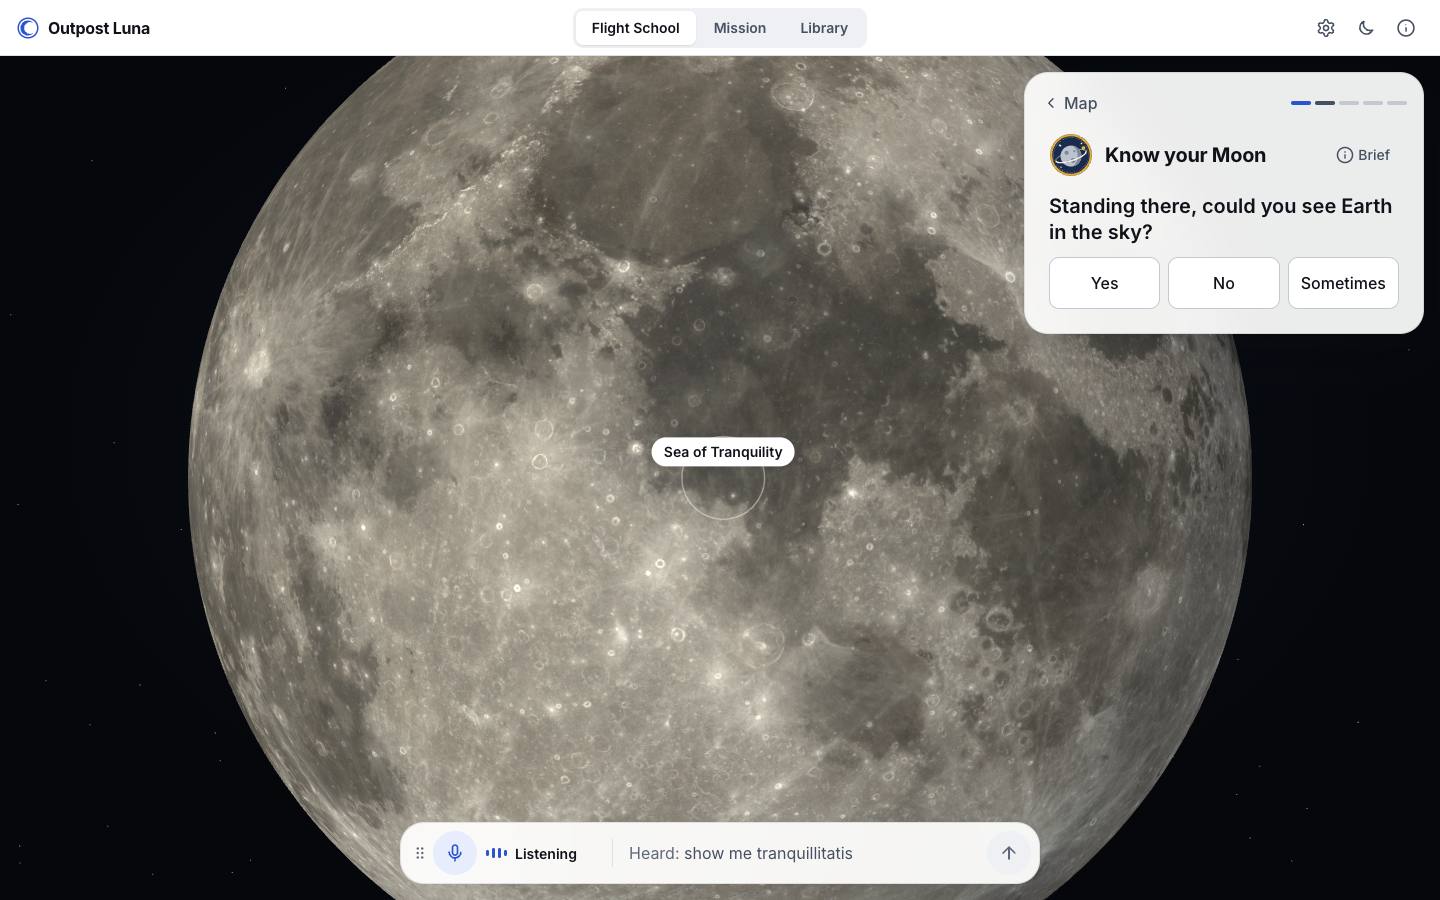 Outpost Luna
Flight School
Mission
Library
Map
Know your Moon
Brief
Standing there, could you see Earth
in the sky?
Yes
No
Sometimes
Sea of Tranquility
Listening
Heard: show me tranquillitatis